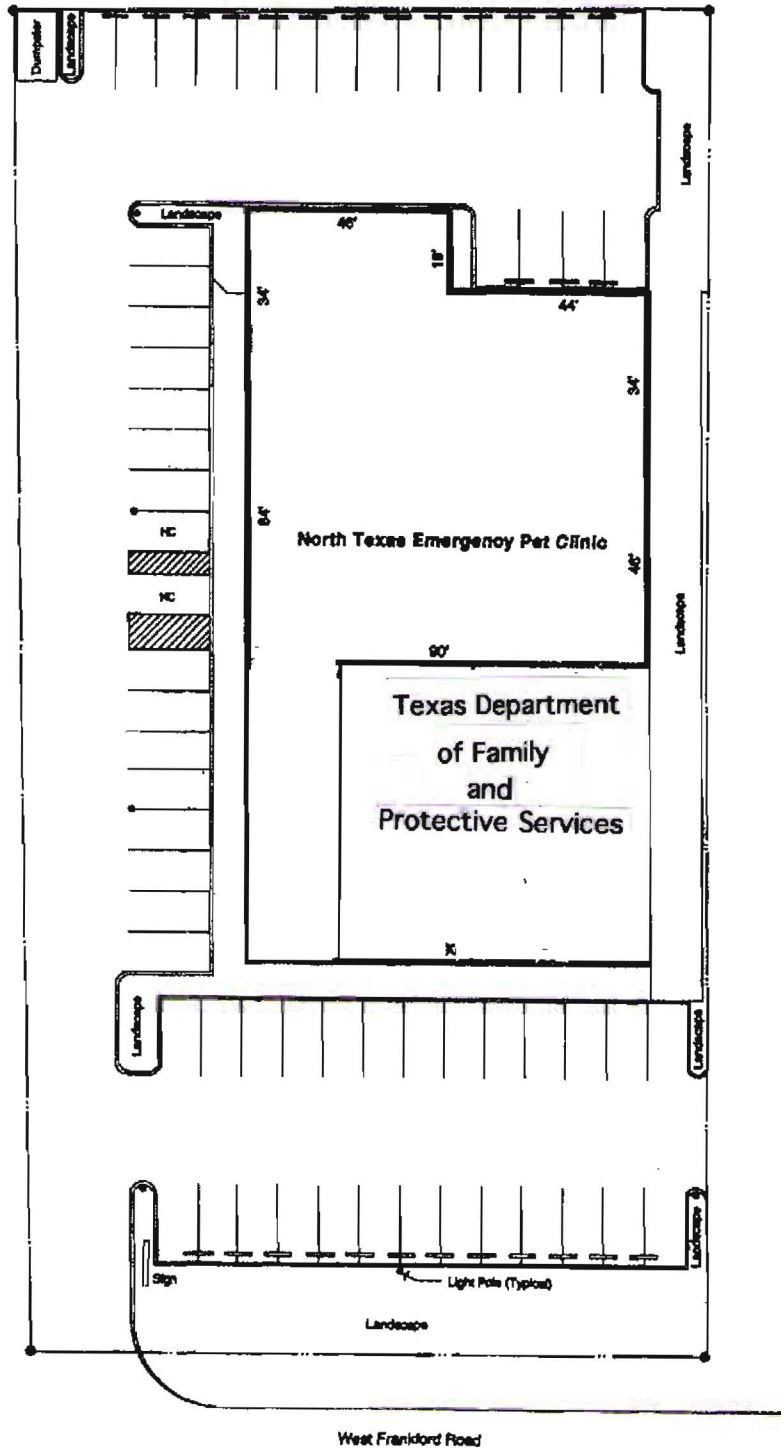 Dumpster
Landscape
Landscape
Landscape
46'
18'
44'
34'
34'
84'
46'
HC
HC
North Texas Emergency Pet Clinic
Landscape
90'
Texas Department
of Family
and
Protective Services
Landscape
Landscape
Landscape
Sign
Light Pole (Typical)
Landscape
West Frankford Road